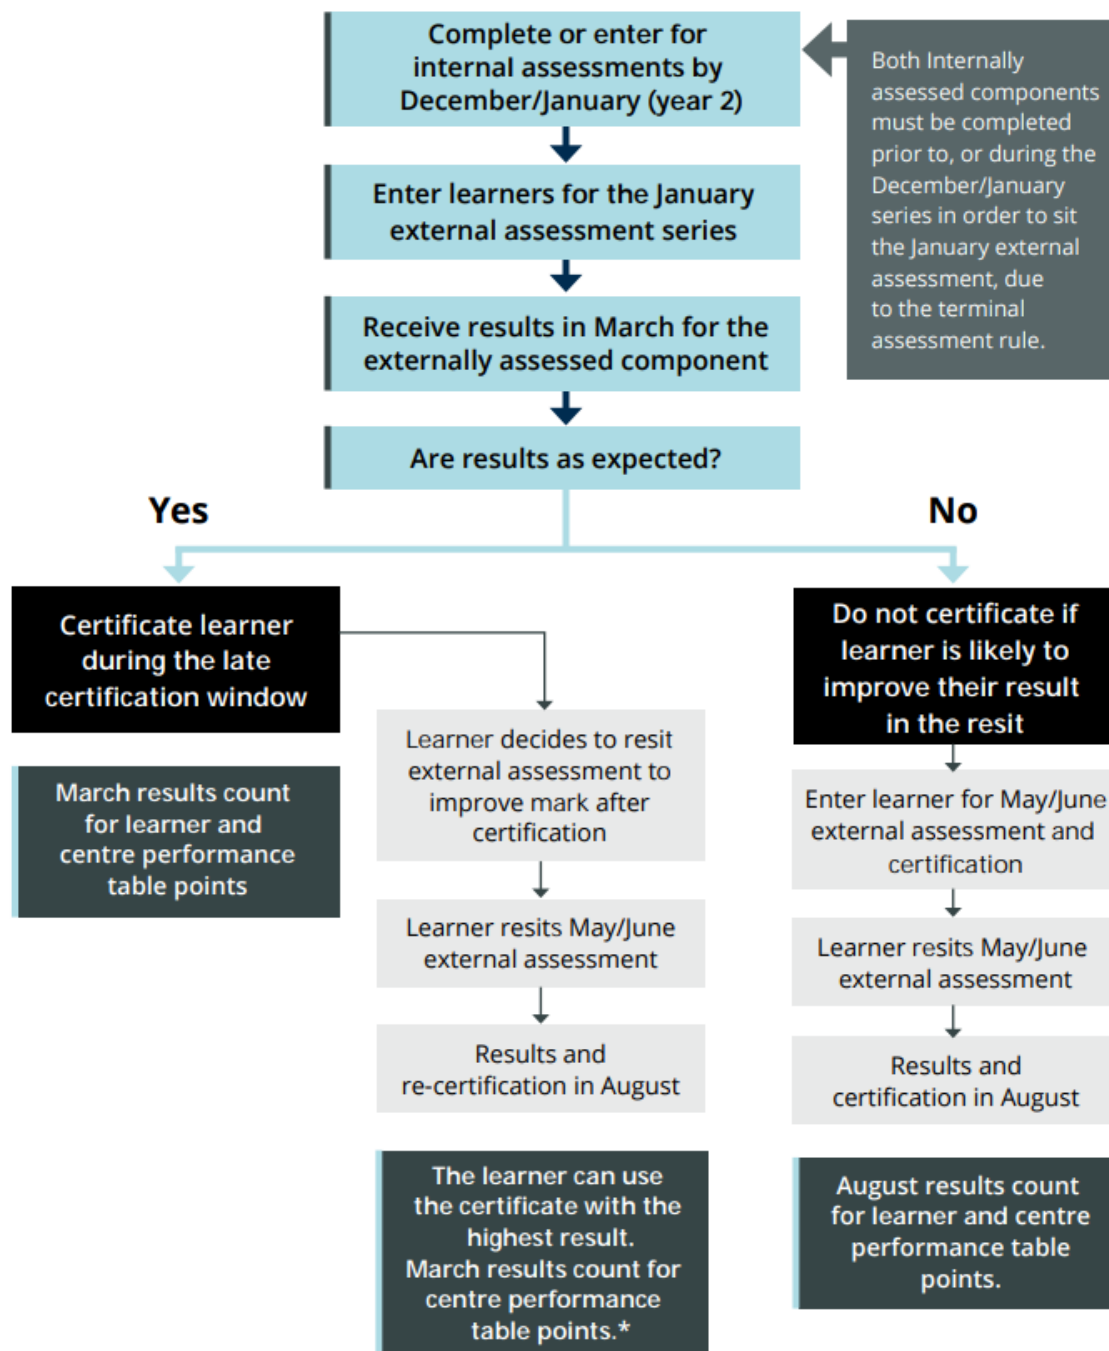 Complete or enter for
internal assessments by
December/January (year 2)
Both Internally
assessed components
must be completed
prior to, or during the
December/January
series in order to sit
the January external
assessment, due
to the terminal
assessment rule.
Enter learners for the January
external assessment series
Receive results in March for the
externally assessed component
Are results as expected?
Yes
No
Certificate learner
during the late
certification window
March results count
for learner and
centre performance
table points
Learner decides to resit
external assessment to
improve mark after
certification
Learner resits May/June
external assessment
Results and
re-certification in August
The learner can use
the certificate with the
highest result.
March results count for
centre performance
table points.*
Do not certificate if
learner is likely to
improve their result
in the resit
Enter learner for May/June
external assessment and
certification
Learner resits May/June
external assessment
Results and
certification in August
August results count
for learner and centre
performance table
points.